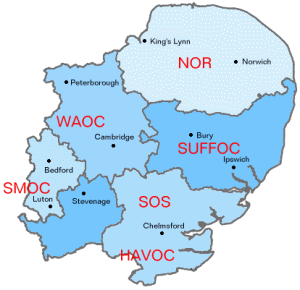 King's Lynn
NOR
Norwich
Peterborough
WAOC
Cambridge
Bury
SUFFOC
Ipswich
Bedford
SMOC
Luton
Stevenage
SOS
Chelmsford
HAVOC